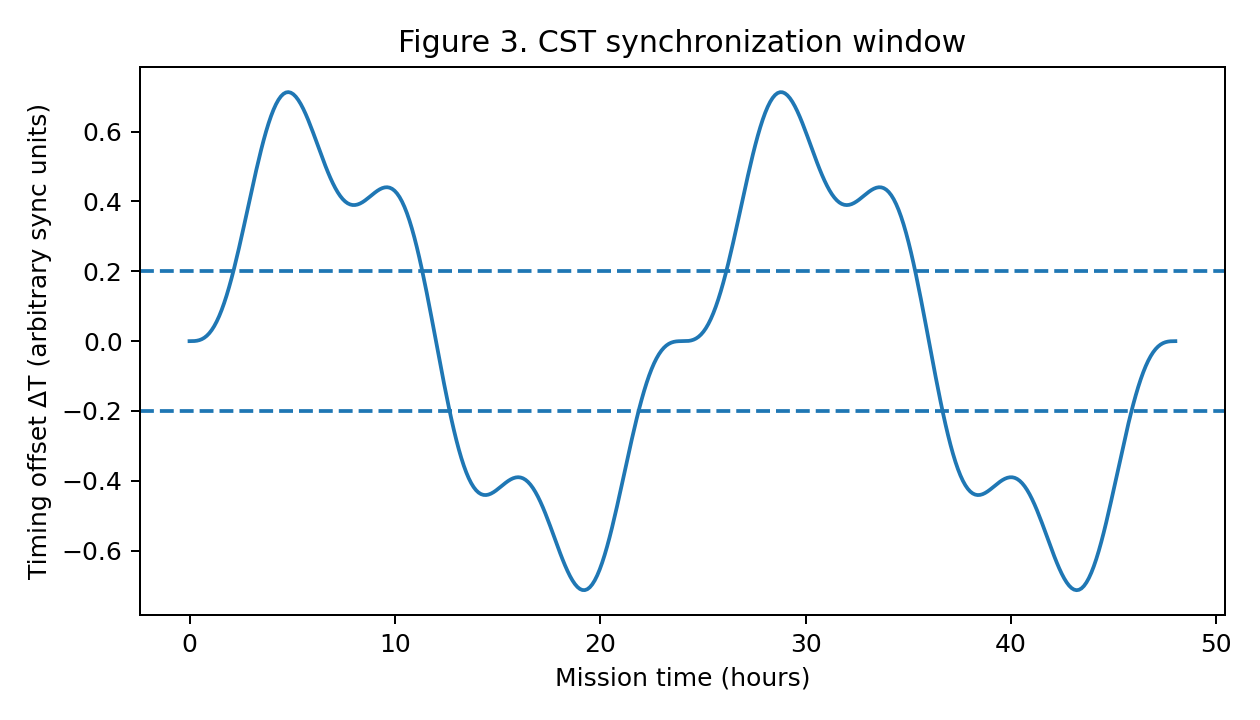 Figure 3. CST synchronization window
Timing offset ΔT (arbitrary sync units)
0.6
0.4
0.2
0.0
−0.2
−0.4
−0.6
0 10 20 30 40 50
Mission time (hours)